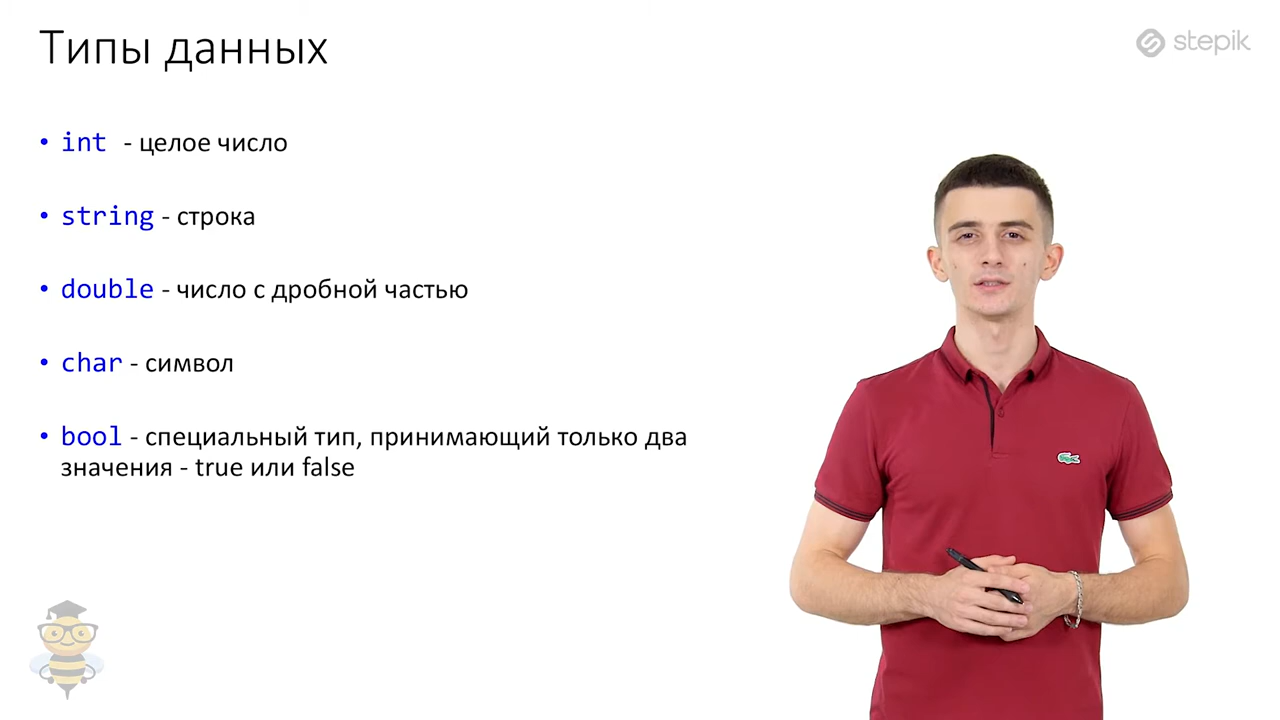 Типы данных
stepik
• int - целое число
• string - строка
• double - число с дробной частью
• char - символ
• bool - специальный тип, принимающий только два
значения - true или false